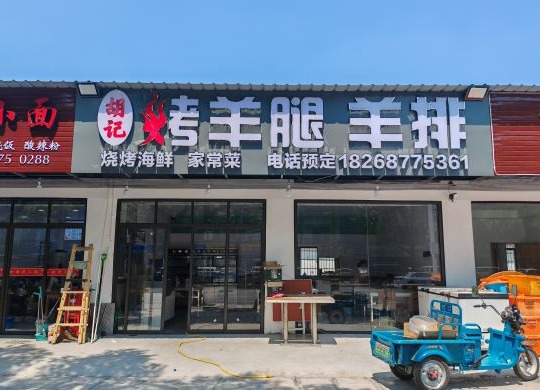 小面
酸辣粉
75 0288
胡记
烤羊腿 羊排
烧烤海鲜 家常菜 电话预定18268775361